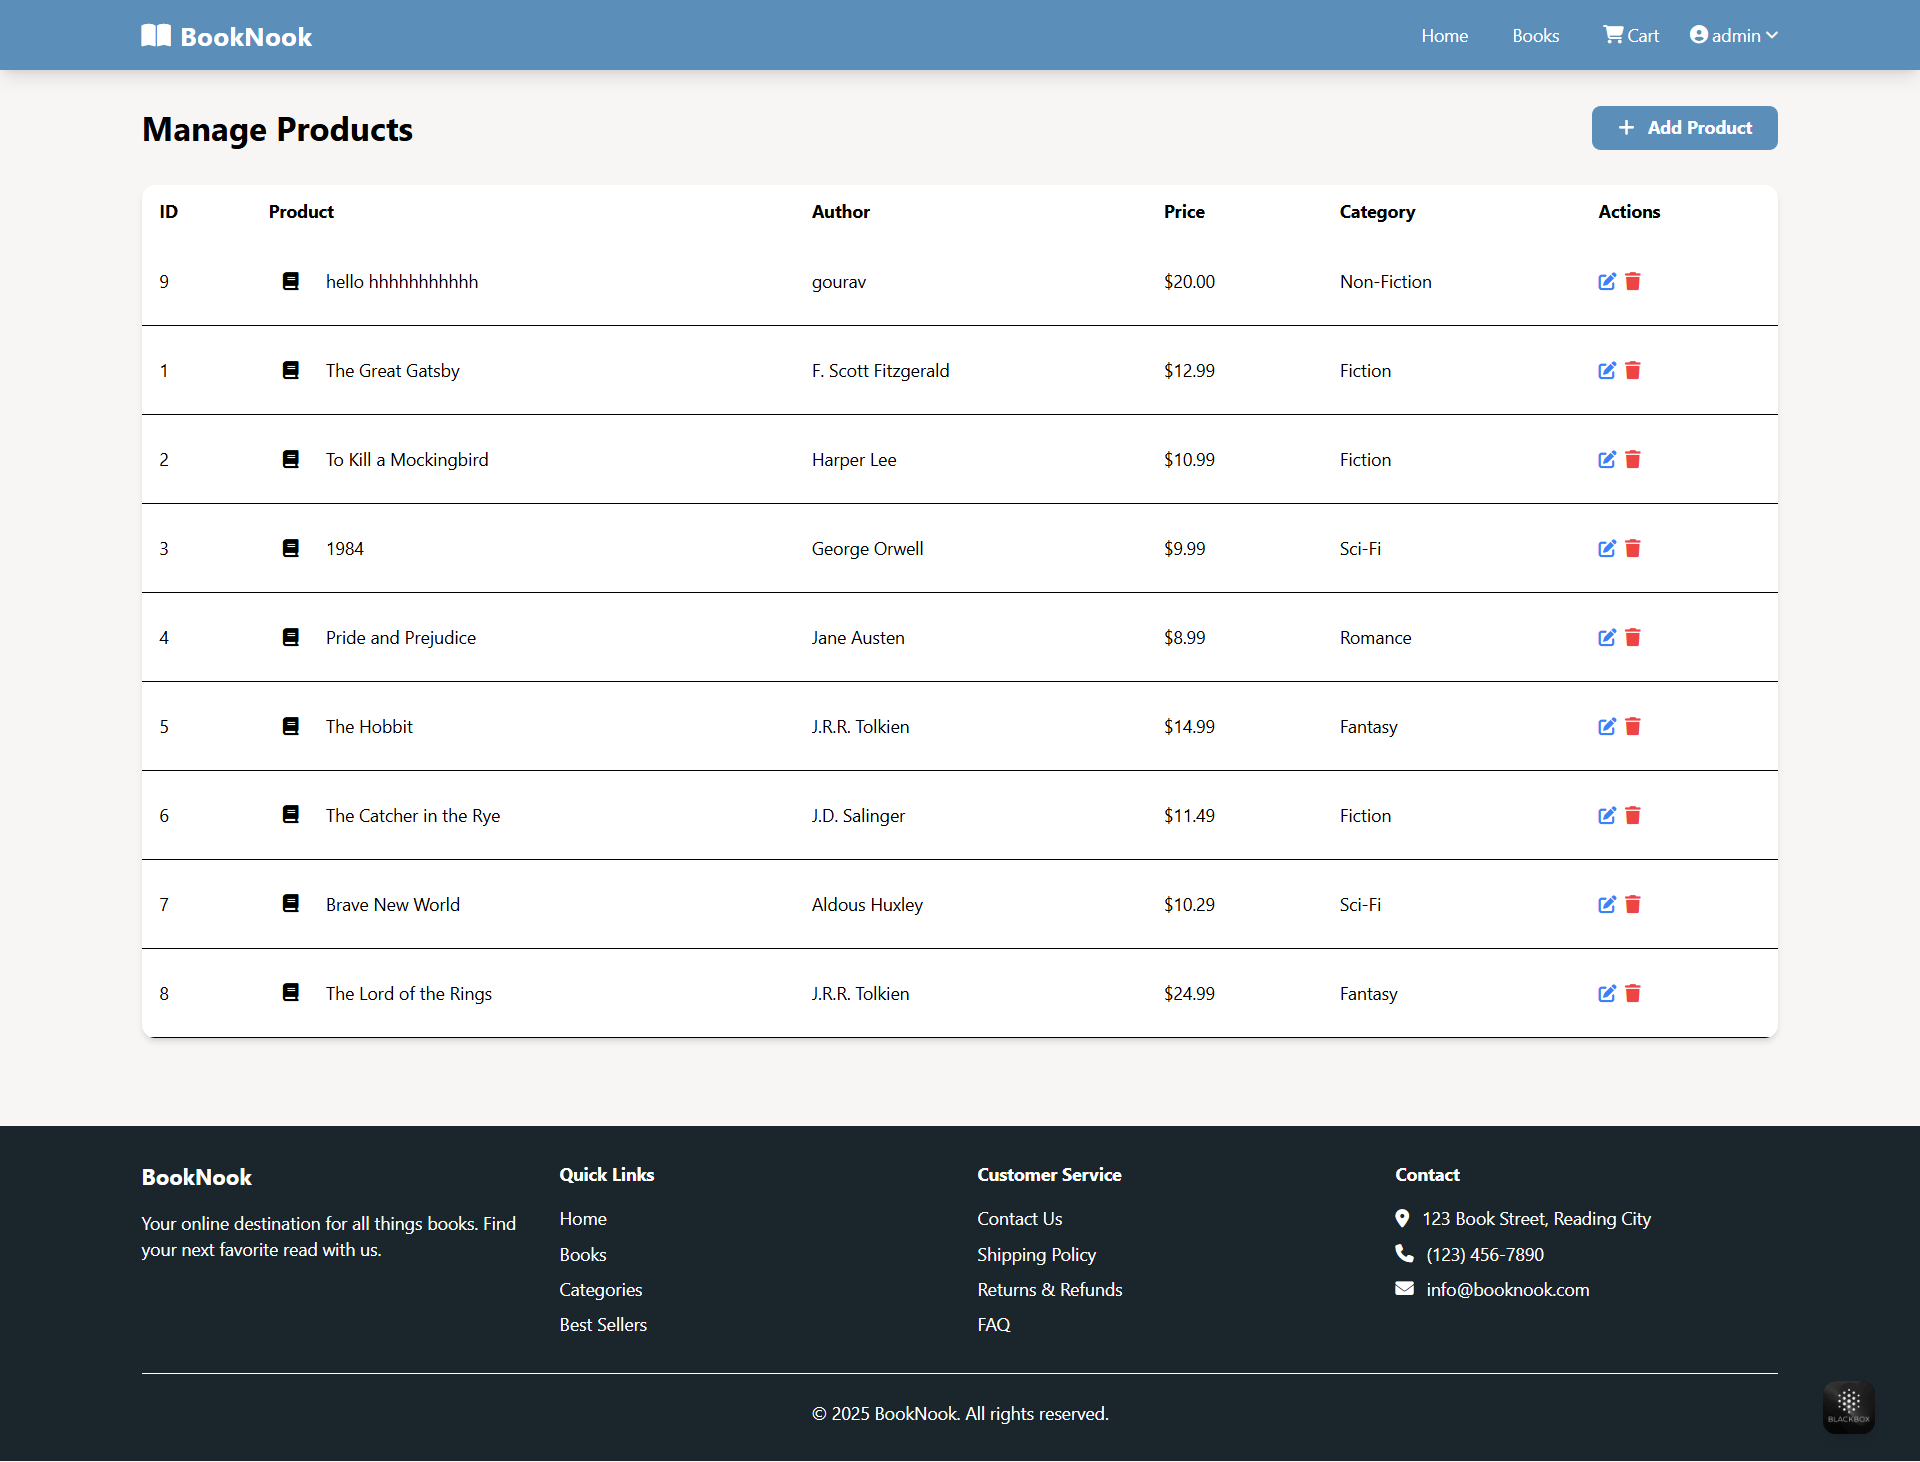 BookNook Home Books Cart admin
Manage Products Add Product
ID Product Author Price Category Actions
9 hello hhhhhhhhhhh gourav $20.00 Non-Fiction
1 The Great Gatsby F. Scott Fitzgerald $12.99 Fiction
2 To Kill a Mockingbird Harper Lee $10.99 Fiction
3 1984 George Orwell $9.99 Sci-Fi
4 Pride and Prejudice Jane Austen $8.99 Romance
5 The Hobbit J.R.R. Tolkien $14.99 Fantasy
6 The Catcher in the Rye J.D. Salinger $11.49 Fiction
7 Brave New World Aldous Huxley $10.29 Sci-Fi
8 The Lord of the Rings J.R.R. Tolkien $24.99 Fantasy
BookNook
Your online destination for all things books. Find
your next favorite read with us.
Quick Links
Home
Books
Categories
Best Sellers
Customer Service
Contact Us
Shipping Policy
Returns & Refunds
FAQ
Contact
123 Book Street, Reading City
(123) 456-7890
info@booknook.com
© 2025 BookNook. All rights reserved.
BLACKBOX